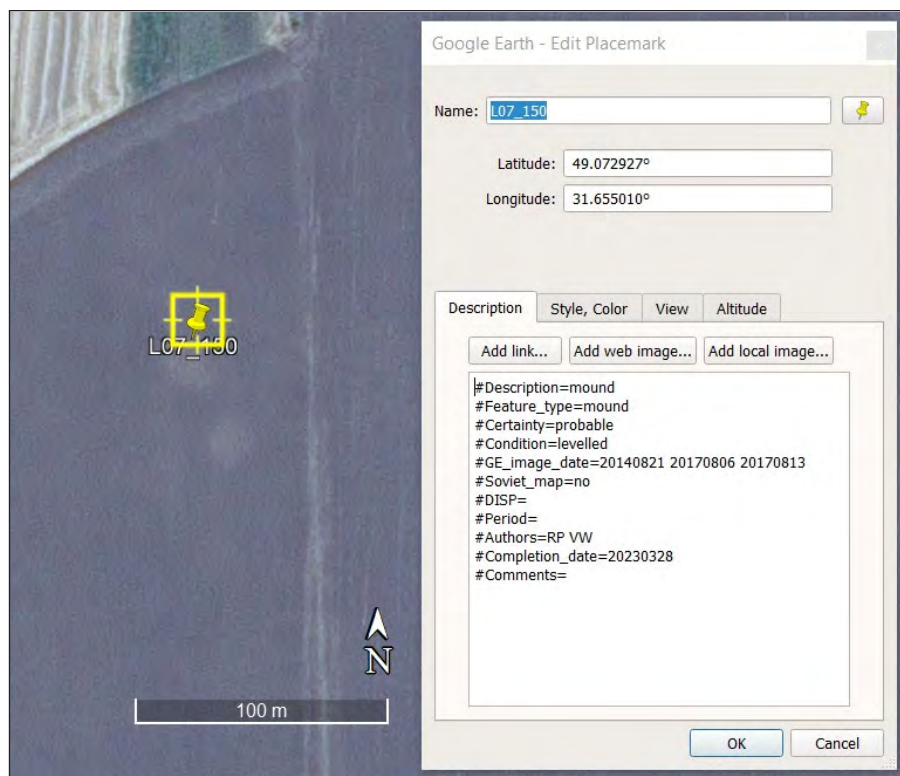 Google Earth - Edit Placemark
Name: L07_150
Latitude: 49.072927°
Longitude: 31.655010°
Description Style, Color View Altitude
Add link... Add web image... Add local image...
#Description=mound
#Feature_type=mound
#Certainty=probable
#Condition=levelled
#GE_image_date=20140821 20170806 20170813
#Soviet_map=no
#DISP=
#Period=
#Authors=RP VW
#Completion_date=20230328
#Comments=
OK Cancel
L07_150
N
100 m